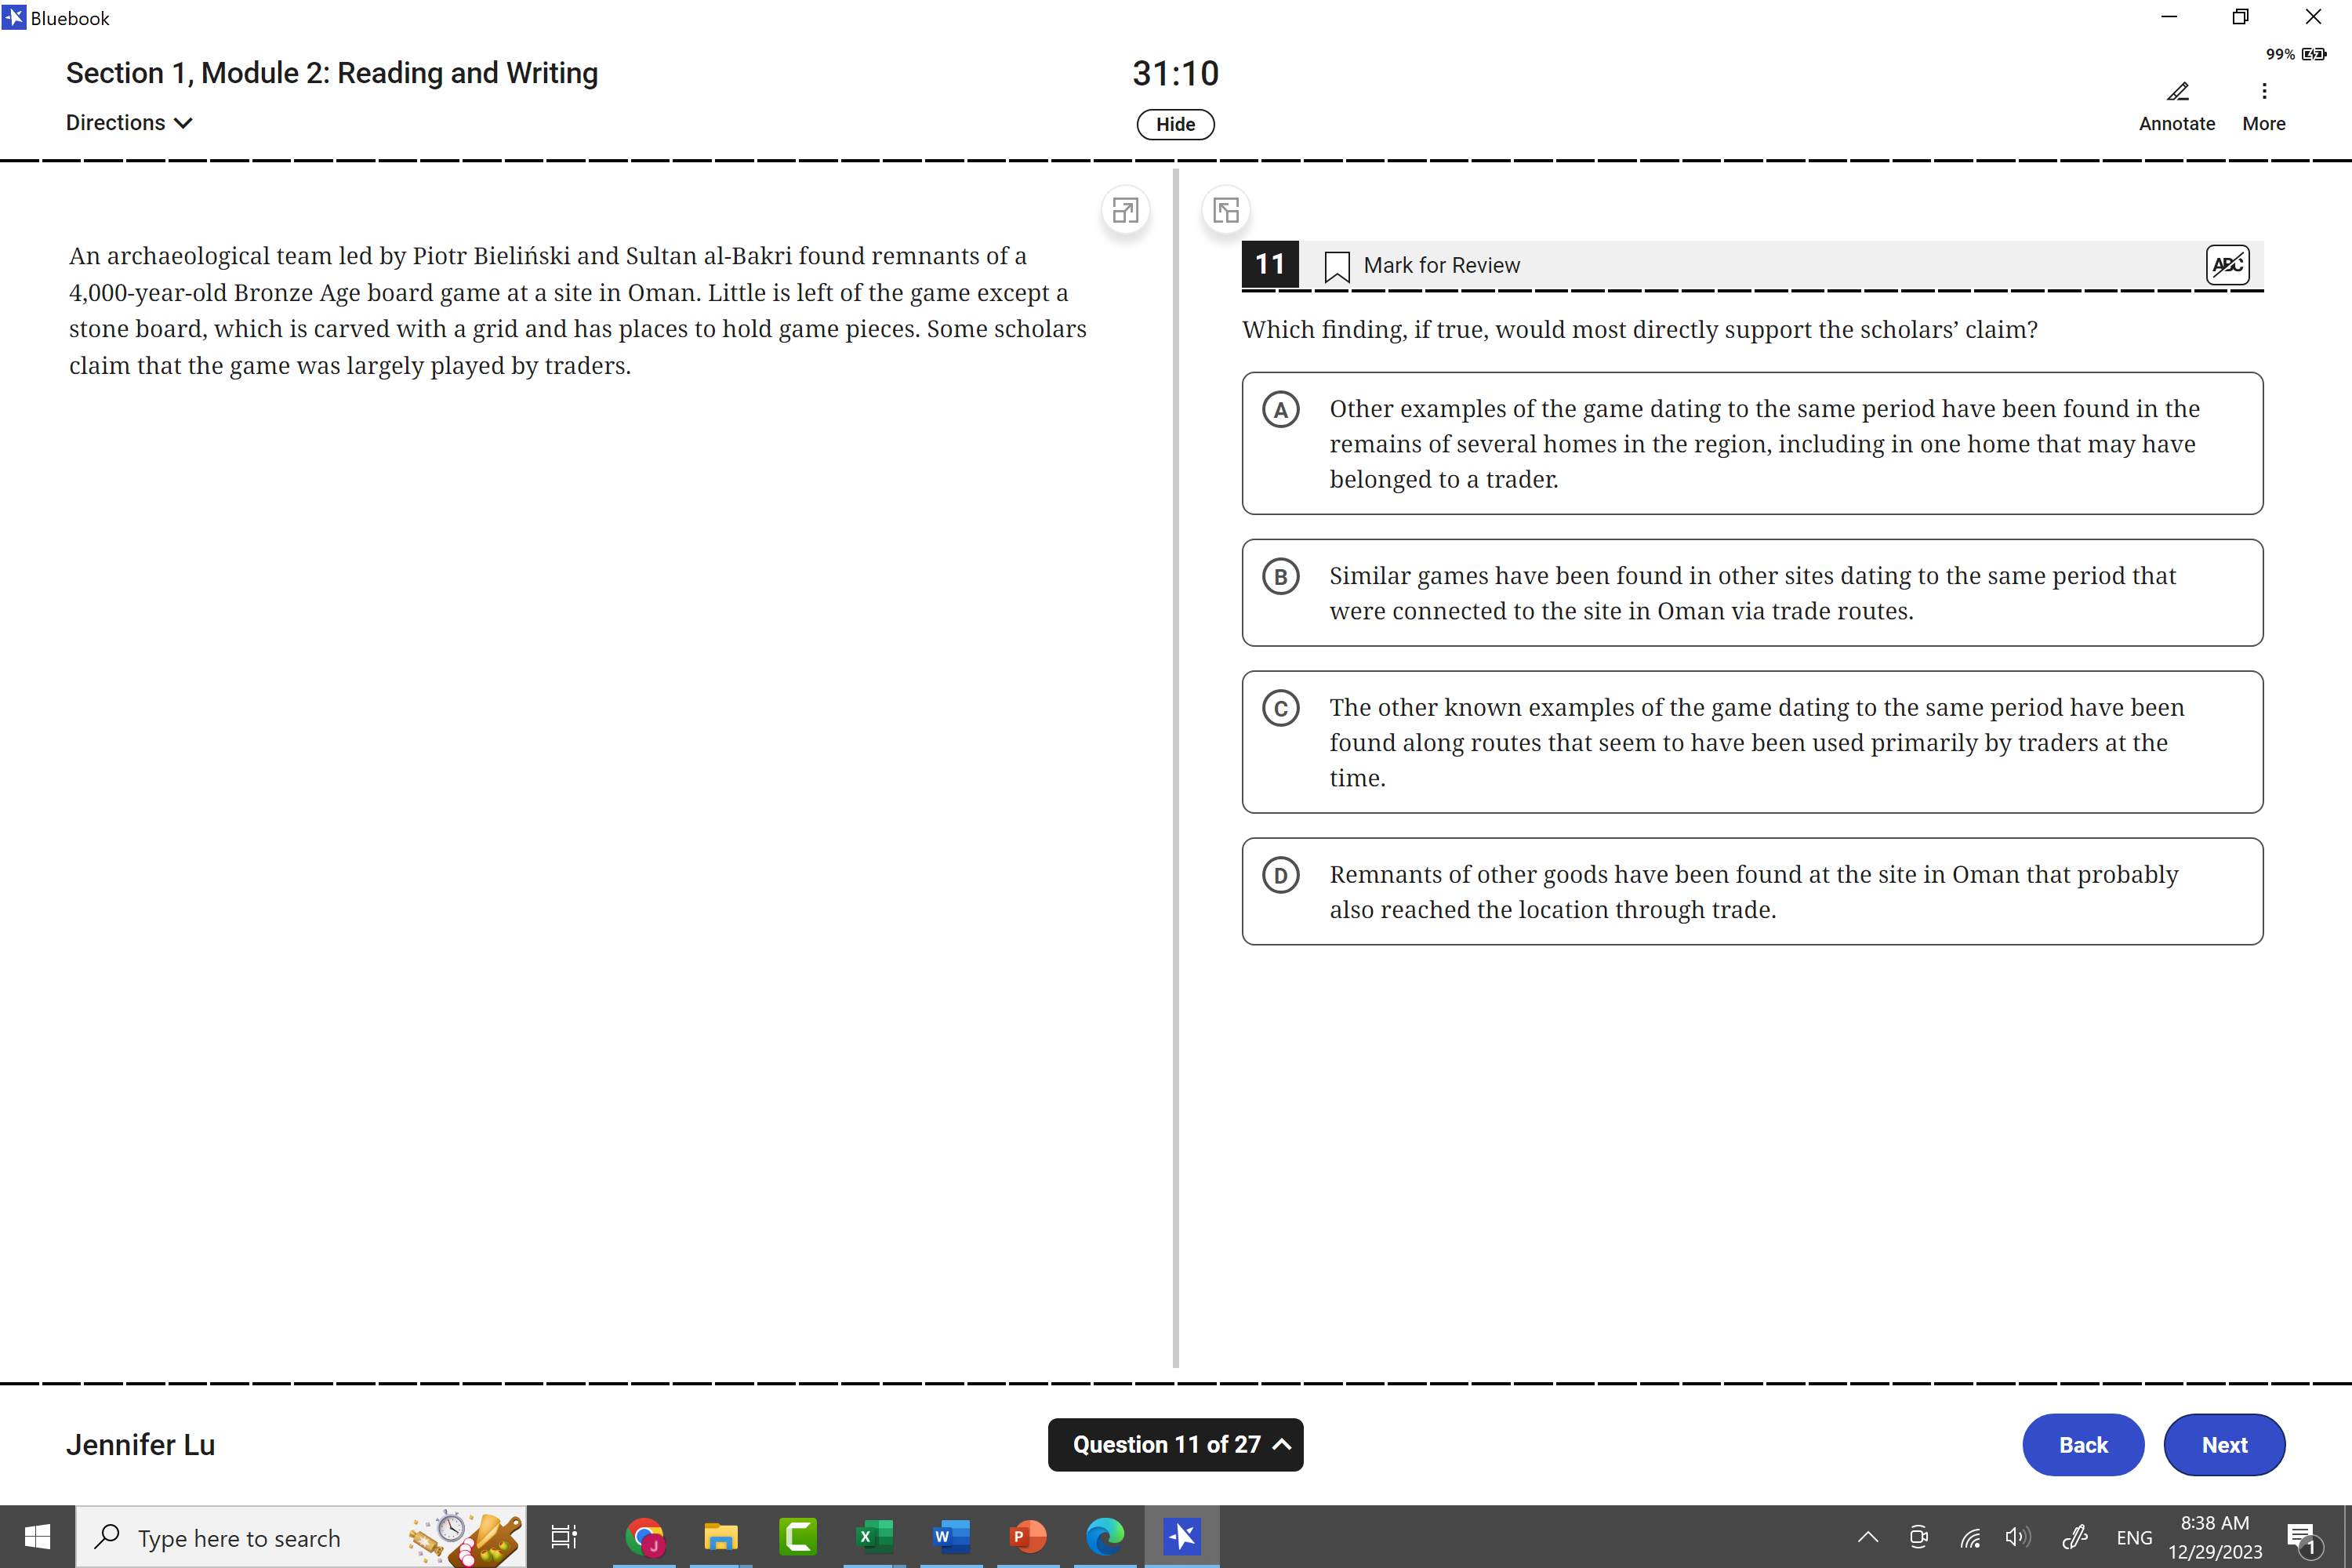 Bluebook
99%
Section 1, Module 2: Reading and Writing
31:10
Directions
Hide
Annotate
More
An archaeological team led by Piotr Bieliński and Sultan al-Bakri found remnants of a
4,000-year-old Bronze Age board game at a site in Oman. Little is left of the game except a
stone board, which is carved with a grid and has places to hold game pieces. Some scholars
claim that the game was largely played by traders.
11
Mark for Review
ABC
Which finding, if true, would most directly support the scholars’ claim?
A
Other examples of the game dating to the same period have been found in the
remains of several homes in the region, including in one home that may have
belonged to a trader.
B
Similar games have been found in other sites dating to the same period that
were connected to the site in Oman via trade routes.
C
The other known examples of the game dating to the same period have been
found along routes that seem to have been used primarily by traders at the
time.
D
Remnants of other goods have been found at the site in Oman that probably
also reached the location through trade.
Jennifer Lu
Question 11 of 27
Back
Next
Type here to search
J
X
W
P
ENG
8:38 AM
12/29/2023
1